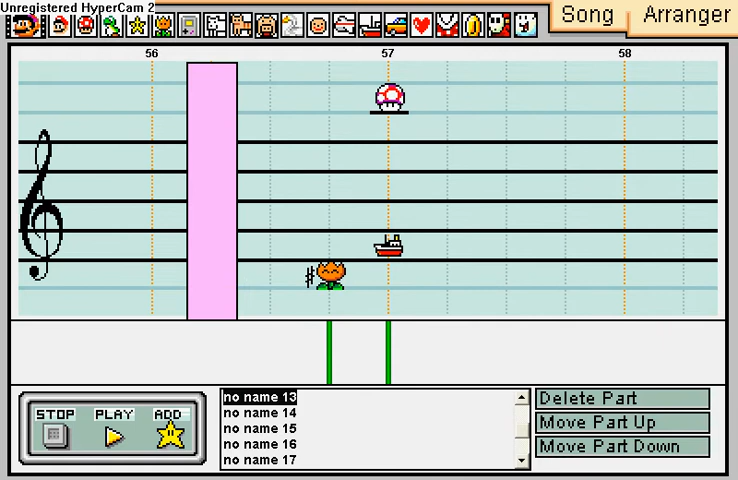 Unregistered HyperCam 2
Song
Arranger
56
57
58
STOP
PLAY
ADD
no name 13
no name 14
no name 15
no name 16
no name 17
Delete Part
Move Part Up
Move Part Down